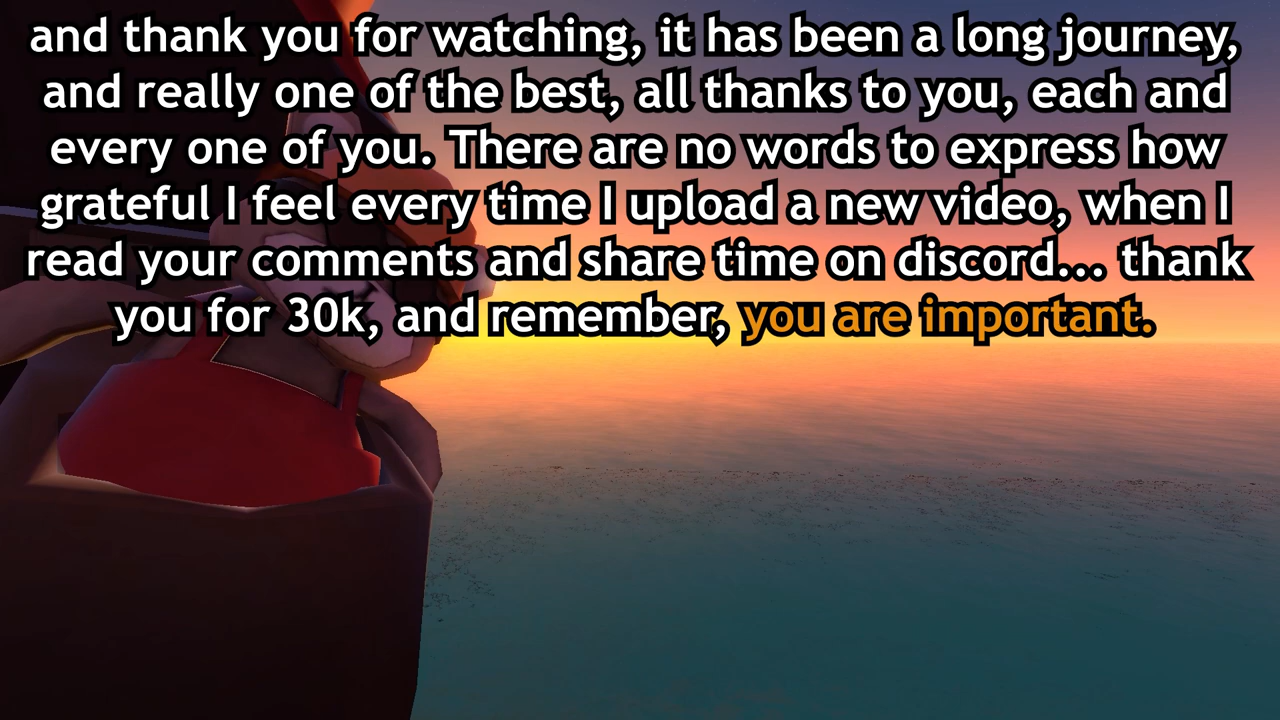 and thank you for watching, it has been a long journey,
and really one of the best, all thanks to you, each and
every one of you. There are no words to express how
grateful I feel every time I upload a new video, when I
read your comments and share time on discord... thank
you for 30k, and remember, you are important.